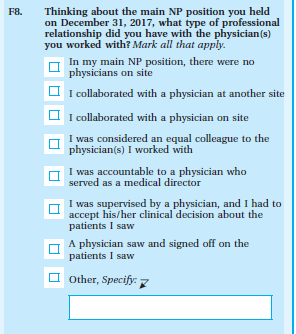 F8. Thinking about the main NP position you held
on December 31, 2017, what type of professional
relationship did you have with the physician(s)
you worked with? Mark all that apply.
In my main NP position, there were no
physicians on site
I collaborated with a physician at another site
I collaborated with a physician on site
I was considered an equal colleague to the
physician(s) I worked with
I was accountable to a physician who
served as a medical director
I was supervised by a physician, and I had to
accept his/her clinical decision about the
patients I saw
A physician saw and signed off on the
patients I saw
Other, Specify: